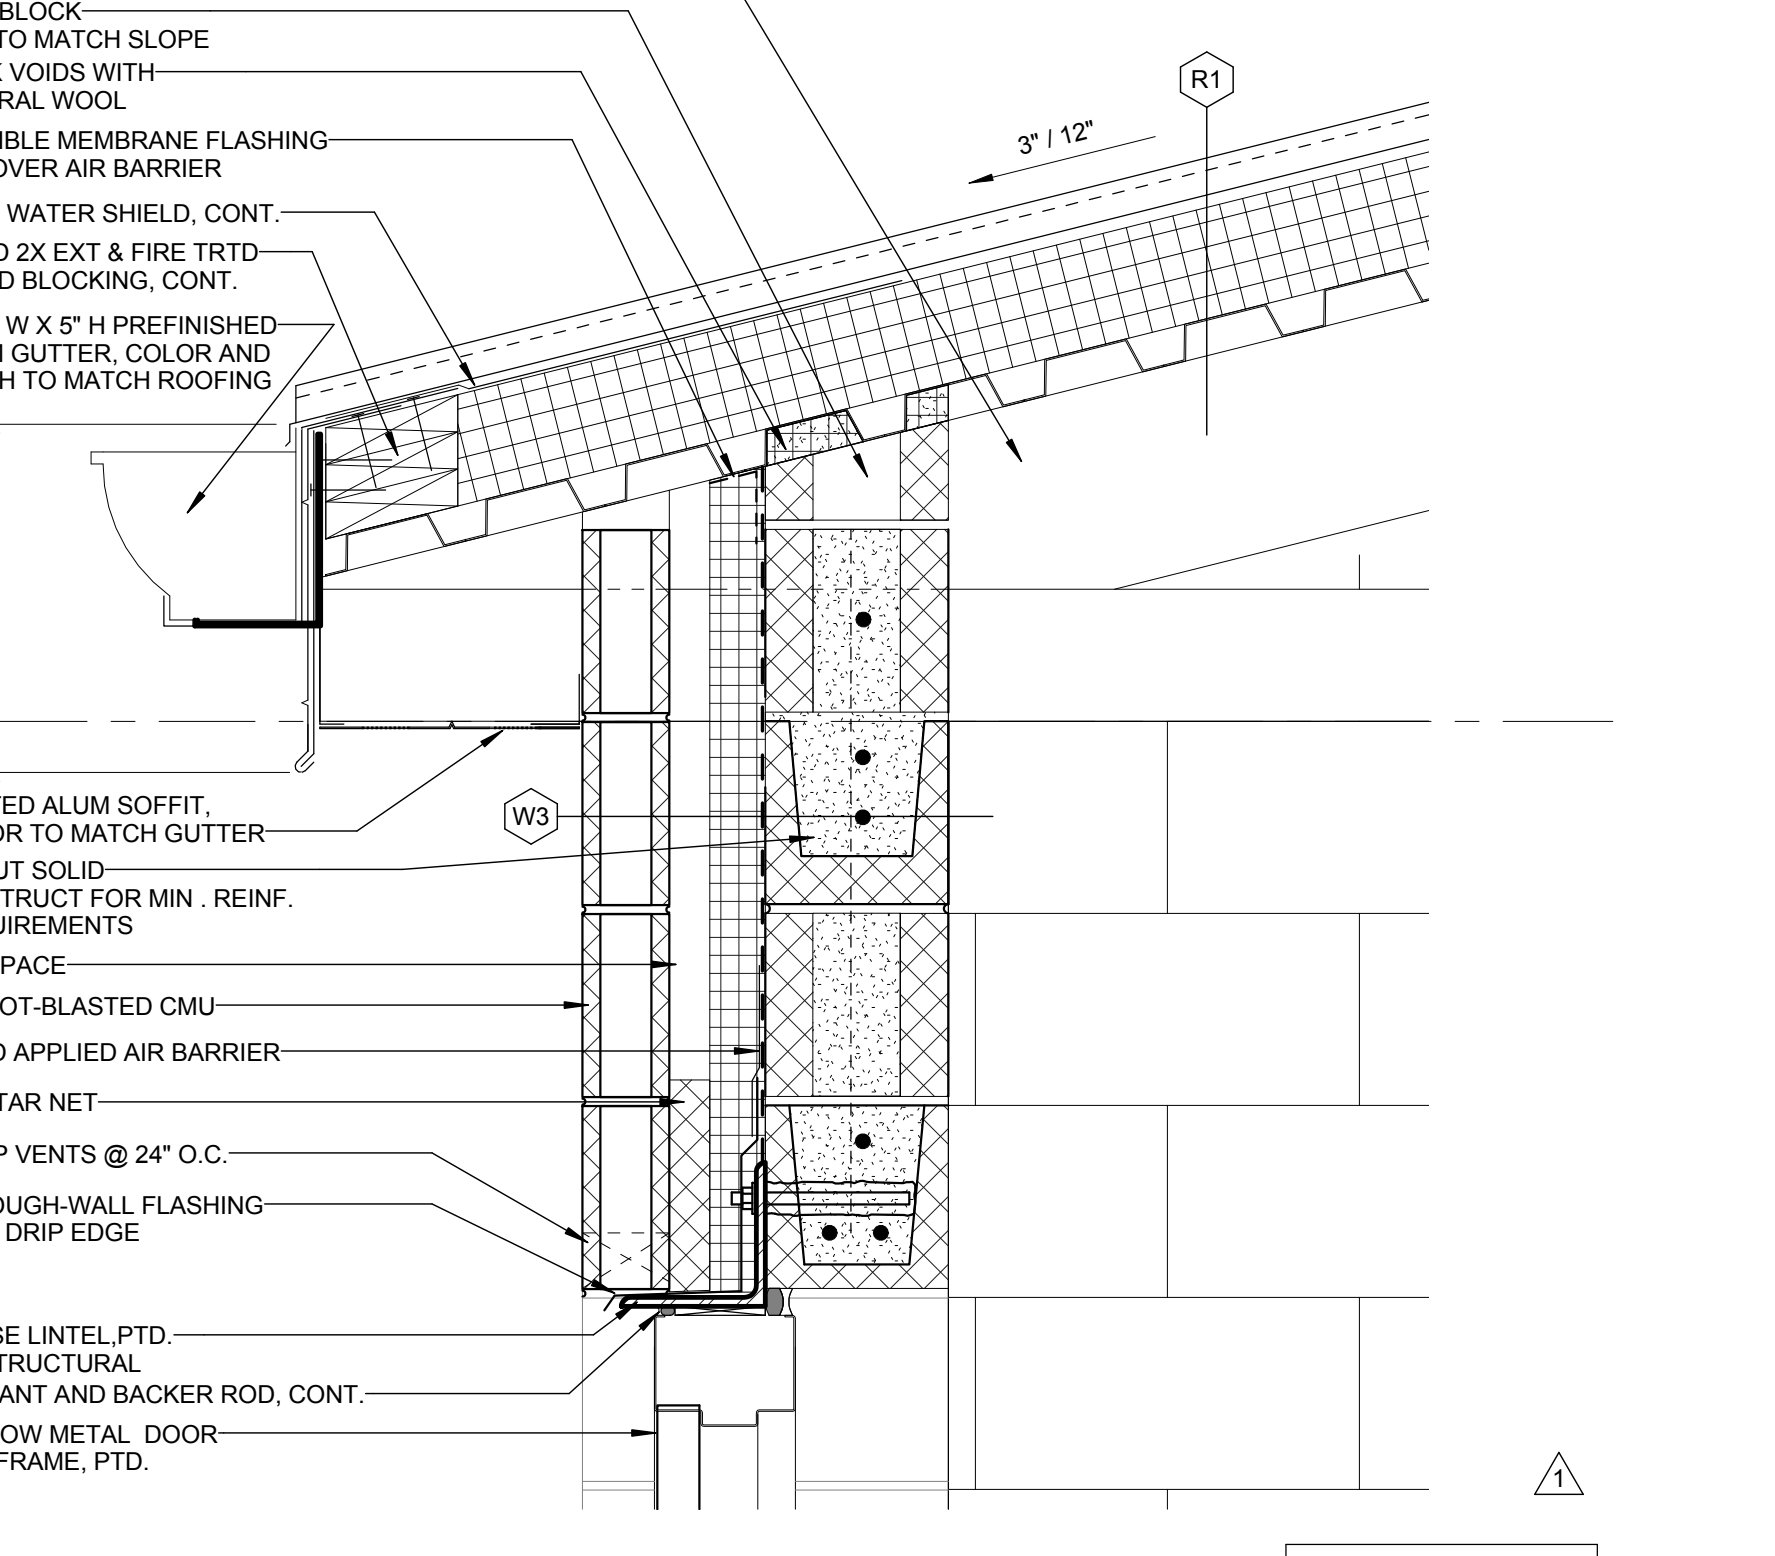 BLOCK
TO MATCH SLOPE
VOIDS WITH
RAL WOOL
IBLE MEMBRANE FLASHING
OVER AIR BARRIER
WATER SHIELD, CONT.
2X EXT & FIRE TRTD
D BLOCKING, CONT.
W X 5" H PREFINISHED
GUTTER, COLOR AND
H TO MATCH ROOFING
R1
3" / 12"
TED ALUM SOFFIT,
OR TO MATCH GUTTER
W3
UT SOLID
STRUCT FOR MIN . REINF.
UIREMENTS
PACE
OT-BLASTED CMU
D APPLIED AIR BARRIER
TAR NET
P VENTS @ 24" O.C.
OUGH-WALL FLASHING
DRIP EDGE
SE LINTEL,PTD.
TRUCTURAL
ANT AND BACKER ROD, CONT.
OW METAL DOOR
FRAME, PTD.
1